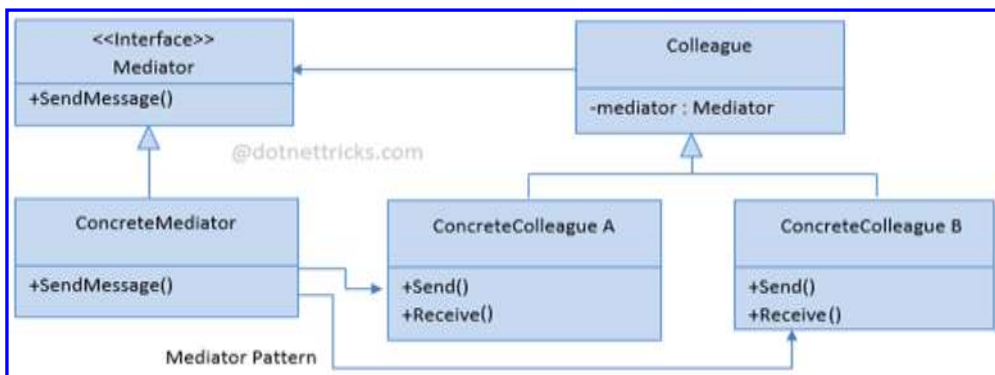 <<Interface>>
Mediator
+SendMessage()
Colleague
-mediator : Mediator
@dotnettricks.com
ConcreteMediator
+SendMessage()
ConcreteColleague A
+Send()
+Receive()
ConcreteColleague B
+Send()
+Receive()
Mediator Pattern